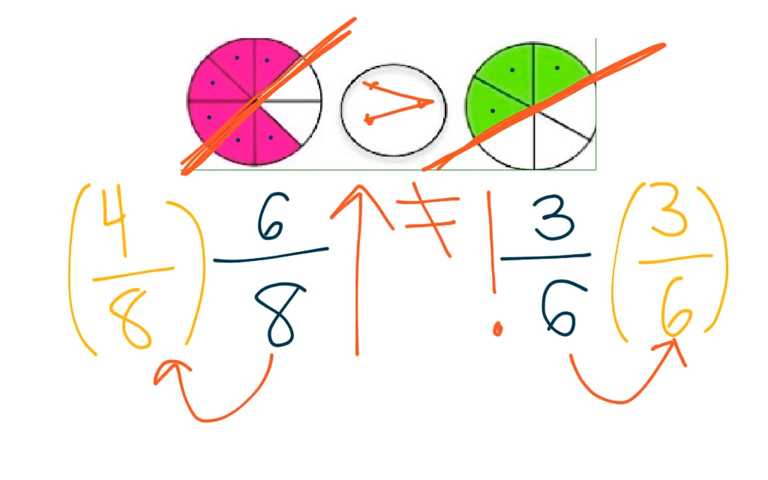 >
(4/8) 6/8 ↑ ≠ ! 3/6 (3/6)